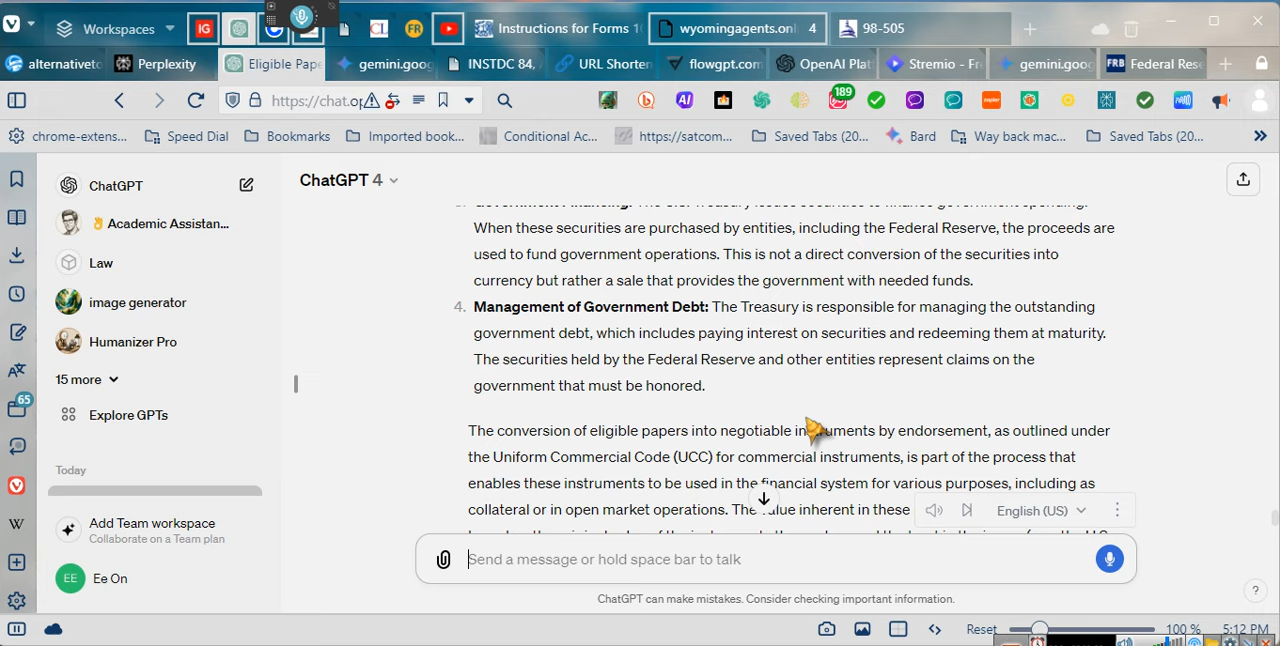 Workspaces
IG
CL
FR
Instructions for Forms 1
wyomingagents.onl 4
98-505
alternativeto
Perplexity
Eligible Pape
gemini.goog
INSTDC 84,
URL Shorten
flowgpt.com
OpenAI Plat
Stremio - Fr
gemini.goog
FRB Federal Rese
https://chat.op
189
chrome-extens...
Speed Dial
Bookmarks
Imported book...
Conditional Ac...
https://satcom...
Saved Tabs (20...
Bard
Way back mac...
Saved Tabs (20...
ChatGPT
Academic Assistan...
Law
image generator
Humanizer Pro
15 more
Explore GPTs
Today
Add Team workspace
Collaborate on a Team plan
EE Ee On
65
ChatGPT 4
When these securities are purchased by entities, including the Federal Reserve, the proceeds are
used to fund government operations. This is not a direct conversion of the securities into
currency but rather a sale that provides the government with needed funds.
4. Management of Government Debt: The Treasury is responsible for managing the outstanding
government debt, which includes paying interest on securities and redeeming them at maturity.
The securities held by the Federal Reserve and other entities represent claims on the
government that must be honored.
The conversion of eligible papers into negotiable instruments by endorsement, as outlined under
the Uniform Commercial Code (UCC) for commercial instruments, is part of the process that
enables these instruments to be used in the financial system for various purposes, including as
collateral or in open market operations. The value inherent in these
English (US)
Send a message or hold space bar to talk
ChatGPT can make mistakes. Consider checking important information.
?
Reset
100 %
5:12 PM